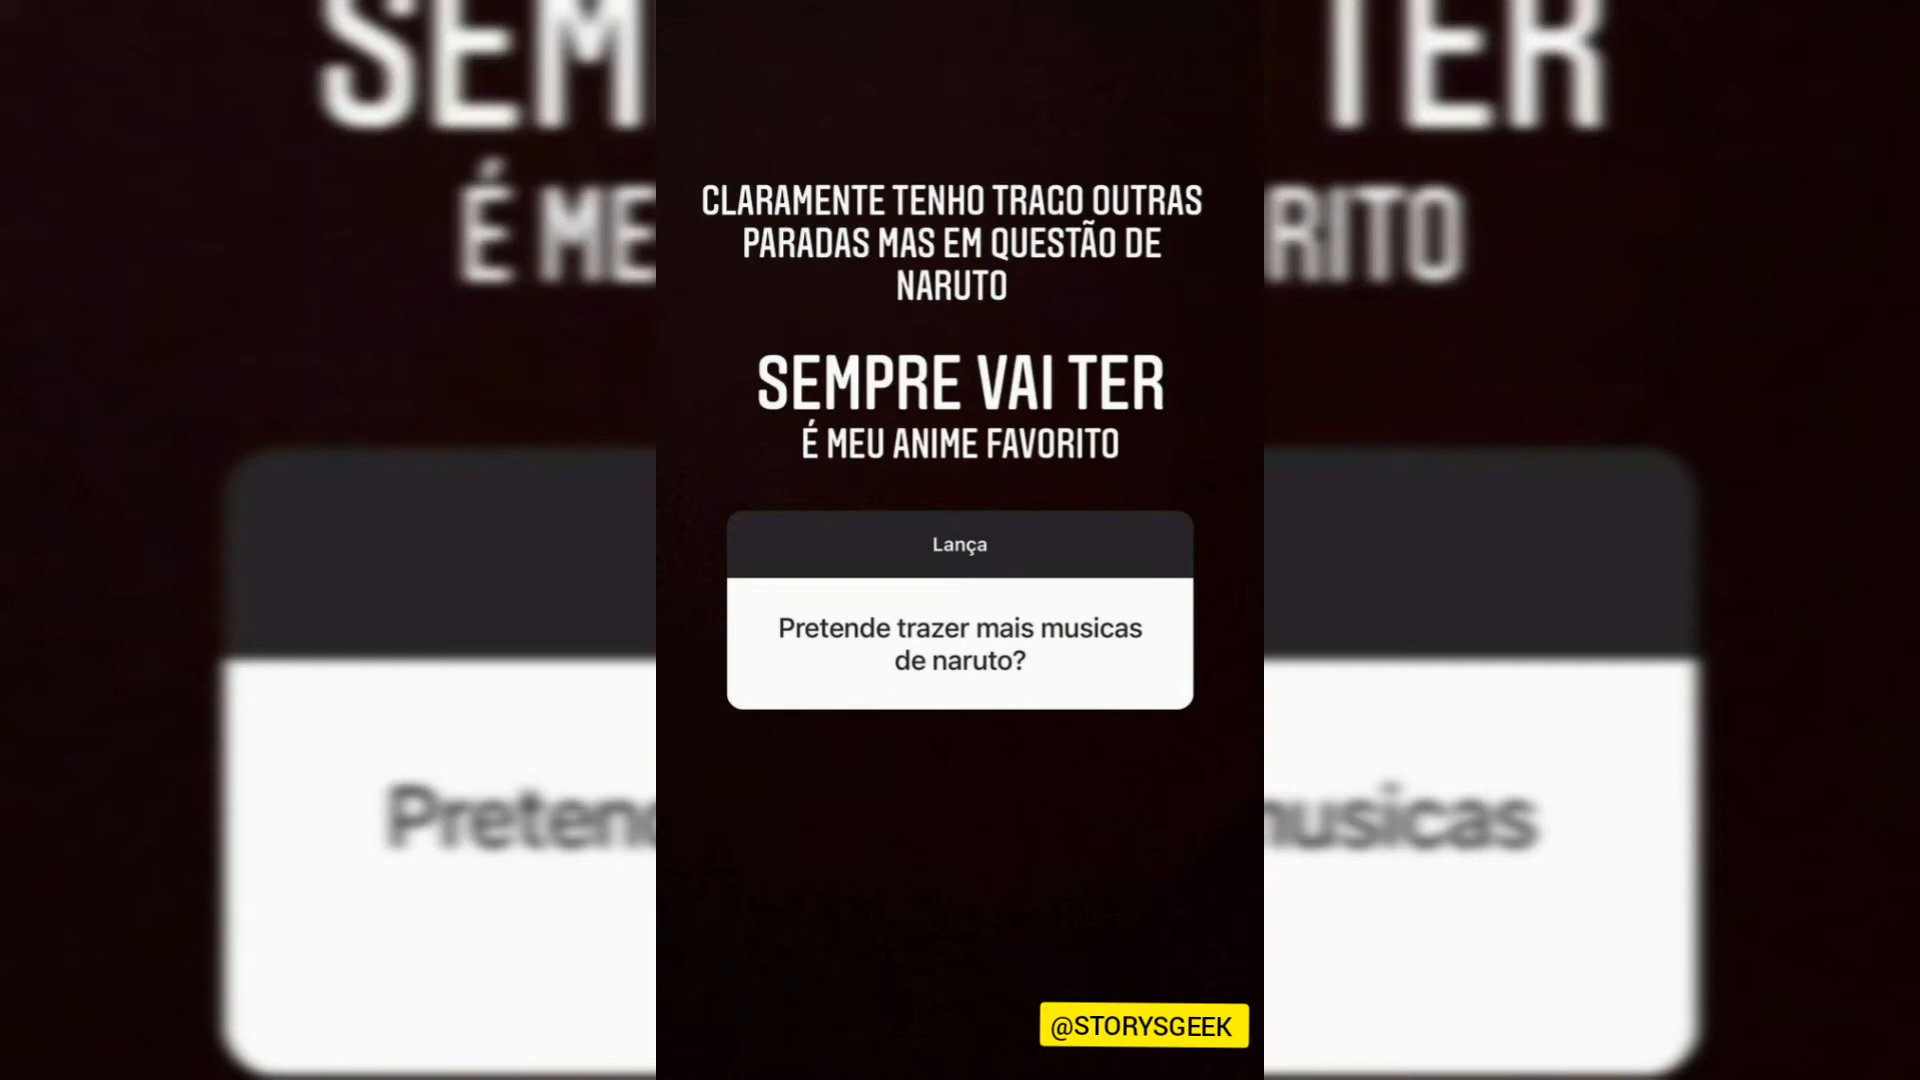 CLARAMENTE TENHO TRAGO OUTRAS
PARADAS MAS EM QUESTÃO DE
NARUTO
SEMPRE VAI TER
É MEU ANIME FAVORITO
Lança
Pretende trazer mais musicas
de naruto?
@STORYSGEEK